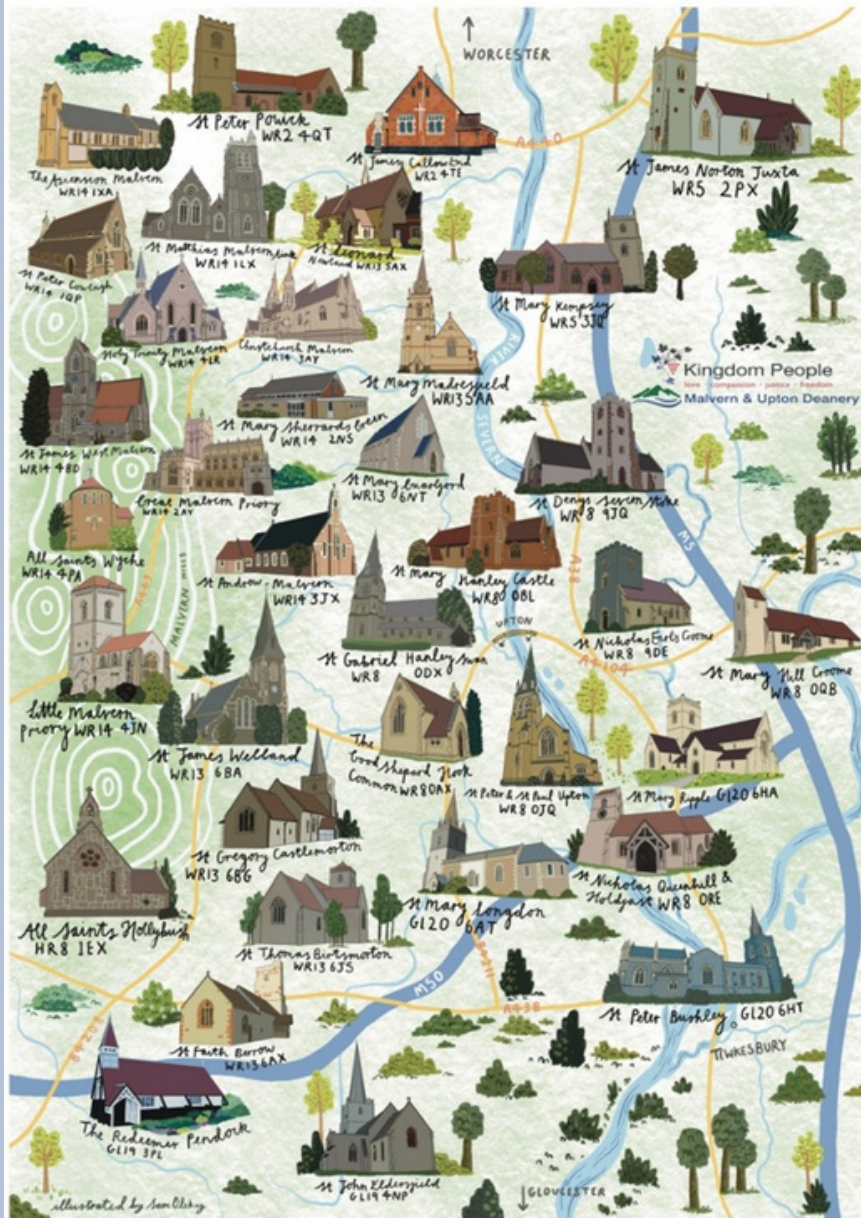 WORCESTER
St Peter Powick
WR2 4QT
St James Callow End
WR2 4TE
A440
St James Norton Juxta
WR5 2PX
The Ascension Malvern
WR14 1XA
St Matthias Malvern Link
WR14 1LX
St Leonard
Newland WR13 5AX
St Peter Cowleigh
WR14 1QP
St Mary Kempsey
WR5 3JQ
Holy Trinity Malvern
WR14 4LR
Christchurch Malvern
WR14 3AY
St Mary Madresfield
WR13 5AA
RIVER SEVERN
Kingdom People
love · compassion · justice · freedom
Malvern & Upton Deanery
St Mary Sherrards Green
WR14 2NS
St James West Malvern
WR14 4BD
Great Malvern Priory
WR14 2AY
St Mary Guarlford
WR13 6NT
St Denys Severn Stoke
WR8 9JQ
M5
All Saints Wyche
WR14 4PA
St Andrew - Malvern
WR14 3JX
St Mary Hanley Castle
WR8 0BL
A38
MALVERN HILLS
St Gabriel Hanley Swan
WR8 0DX
UPTON
St Nicholas Earls Croome
WR8 9DE
A4104
St Mary Hill Croome
WR8 0QB
Little Malvern
Priory WR14 4JN
St James Welland
WR13 6BA
The
Good Shepard Hook
Common WR8 0AX
St Peter & St Paul Upton
WR8 0JQ
St Mary Ripple GL20 6HA
St Gregory Castlemorton
WR13 6BG
St Mary Longdon
GL20 6AT
St Nicholas Queenhill &
Holdfast WR8 0RE
All Saints Hollybush
HR8 1EX
St Thomas Birtsmorton
WR13 6JS
M50
A438
St Peter Bushley GL20 6HT
TEWKESBURY
St Faith Berrow
WR13 6AX
The Redeemer Pendock
GL19 3PL
St John Eldersfield
GL19 4NP
GLOUCESTER
illustrated by Sam